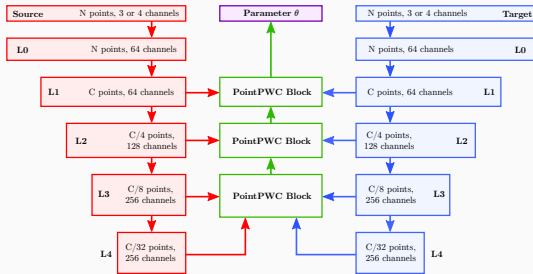 Source N points, 3 or 4 channels
Parameter θ
N points, 3 or 4 channels Target
L0 N points, 64 channels
N points, 64 channels L0
L1 C points, 64 channels
PointPWC Block
C points, 64 channels L1
L2 C/4 points,
128 channels
PointPWC Block
C/4 points,
128 channels L2
L3 C/8 points,
256 channels
PointPWC Block
C/8 points,
256 channels L3
L4 C/32 points,
256 channels
C/32 points,
256 channels L4